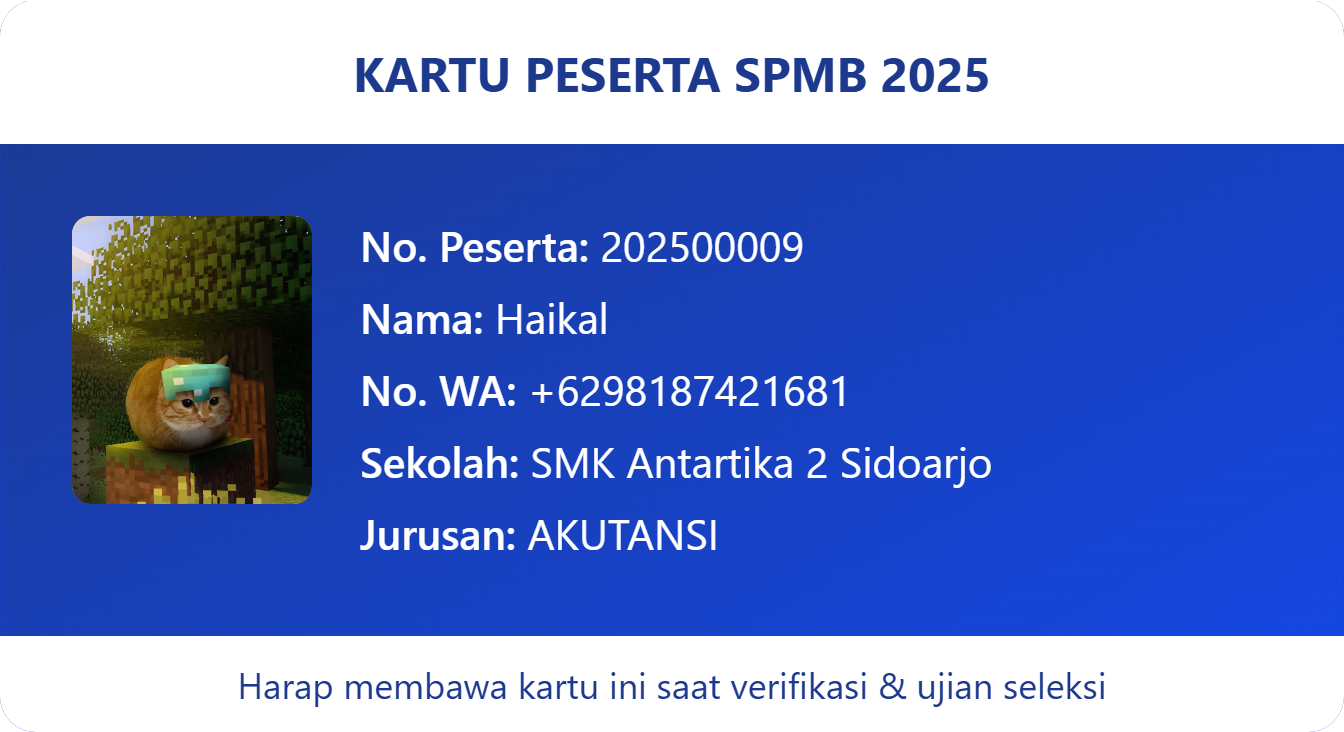 KARTU PESERTA SPMB 2025
No. Peserta: 202500009
Nama: Haikal
No. WA: +6298187421681
Sekolah: SMK Antartika 2 Sidoarjo
Jurusan: AKUTANSI
Harap membawa kartu ini saat verifikasi & ujian seleksi